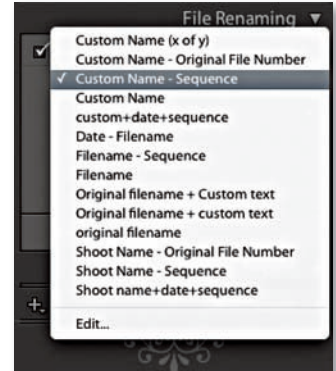 File Renaming ▼
Custom Name (x of y)
Custom Name - Original File Number
✓ Custom Name - Sequence
Custom Name
custom+date+sequence
Date - Filename
Filename - Sequence
Filename
Original filename + Custom text
Original filename + custom text
original filename
Shoot Name - Original File Number
Shoot Name - Sequence
Shoot name+date+sequence
Edit...